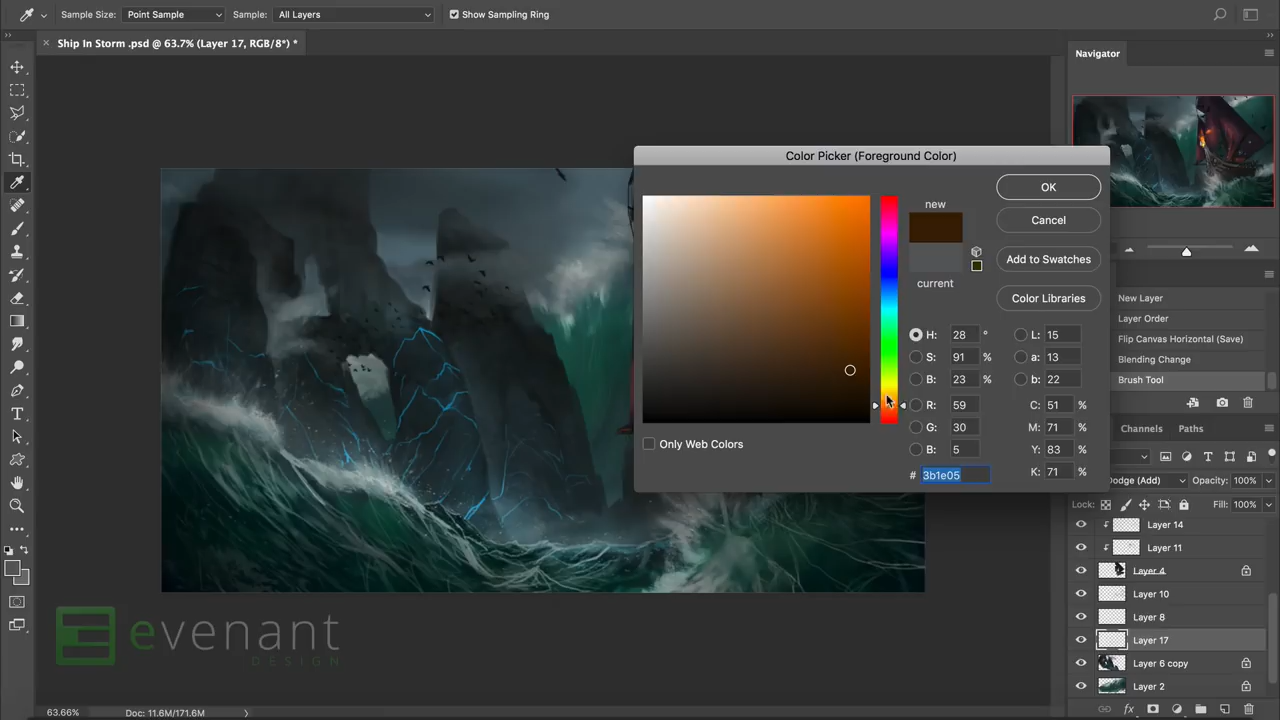 Sample Size: Point Sample Sample: All Layers Show Sampling Ring
Ship In Storm .psd @ 63.7% (Layer 17, RGB/8*) *
Navigator
Color Picker (Foreground Color)
new
current
OK
Cancel
Add to Swatches
Color Libraries
H: 28 °
S: 91 %
B: 23 %
R: 59
G: 30
B: 5
# 3b1e05
L: 15
a: 13
b: 22
C: 51 %
M: 71 %
Y: 83 %
K: 71 %
Only Web Colors
New Layer
Layer Order
Flip Canvas Horizontal (Save)
Blending Change
Brush Tool
Channels Paths
Dodge (Add) Opacity: 100%
Lock: Fill: 100%
Layer 14
Layer 11
Layer 4
Layer 10
Layer 8
Layer 17
Layer 6 copy
Layer 2
evenant
DESIGN
63.66% Doc: 11.6M/171.6M